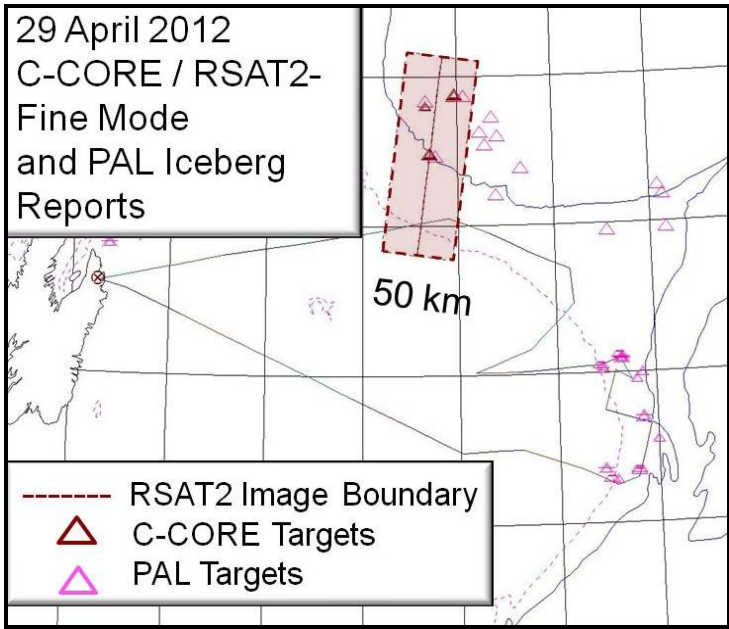 29 April 2012
C-CORE / RSAT2-
Fine Mode
and PAL Iceberg
Reports
50 km
RSAT2 Image Boundary
C-CORE Targets
PAL Targets